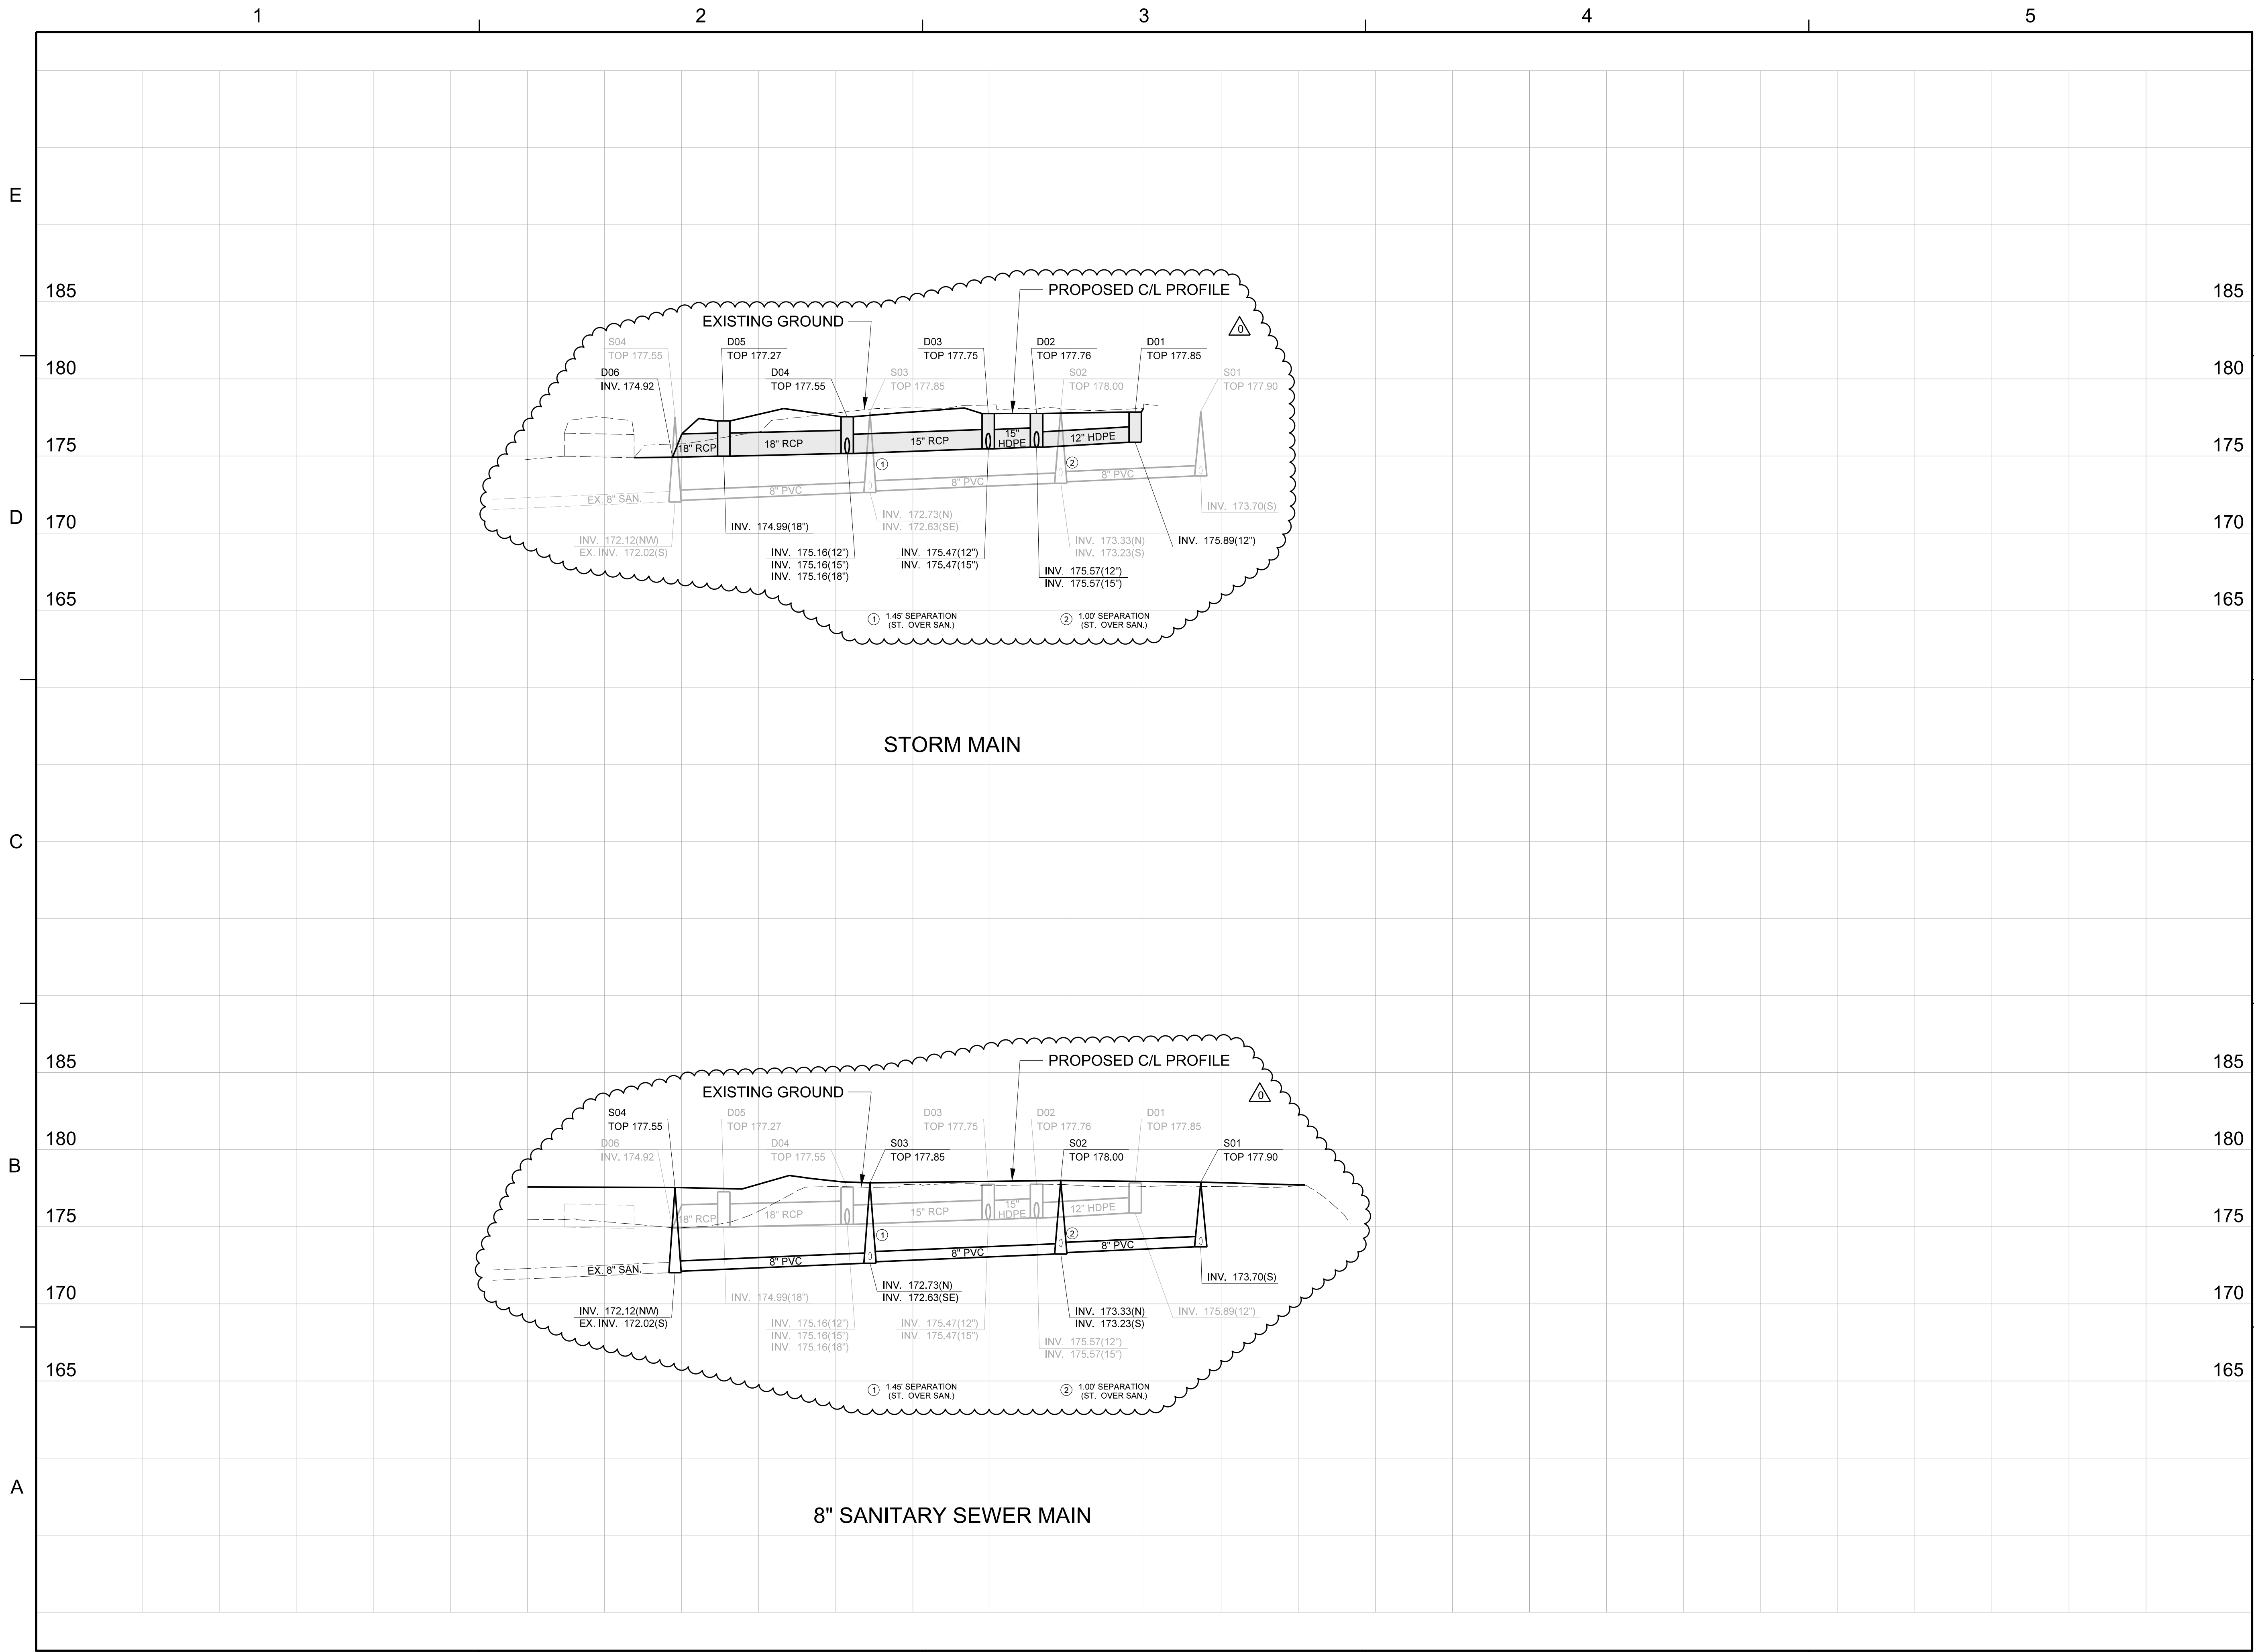 1 2 3 4 5
E
185 PROPOSED C/L PROFILE 185
EXISTING GROUND
0
S04
TOP 177.55
D05
TOP 177.27
D03
TOP 177.75
D02
TOP 177.76
D01
TOP 177.85
180 180
D06
INV. 174.92
D04
TOP 177.55
S03
TOP 177.85
S02
TOP 178.00
S01
TOP 177.90
175 175
18" RCP
18" RCP
15" RCP
15"
HDPE
12" HDPE
1
2
8" PVC
8" PVC
8" PVC
EX. 8" SAN.
D
170 170
INV. 174.99(18")
INV. 172.73(N)
INV. 172.63(SE)
INV. 173.70(S)
INV. 172.12(NW)
EX. INV. 172.02(S)
INV. 175.16(12")
INV. 175.16(15")
INV. 175.16(18")
INV. 175.47(12")
INV. 175.47(15")
INV. 173.33(N)
INV. 173.23(S)
INV. 175.89(12")
INV. 175.57(12")
INV. 175.57(15")
165 165
1 1.45' SEPARATION
(ST. OVER SAN.)
2 1.00' SEPARATION
(ST. OVER SAN.)
STORM MAIN
C
185 PROPOSED C/L PROFILE 185
EXISTING GROUND
0
S04
TOP 177.55
D05
TOP 177.27
D03
TOP 177.75
D02
TOP 177.76
D01
TOP 177.85
180 180
D06
INV. 174.92
D04
TOP 177.55
S03
TOP 177.85
S02
TOP 178.00
S01
TOP 177.90
B
175 175
18" RCP
18" RCP
15" RCP
15"
HDPE
12" HDPE
1
2
8" PVC
8" PVC
8" PVC
EX. 8" SAN.
170 170
INV. 174.99(18")
INV. 172.73(N)
INV. 172.63(SE)
INV. 173.70(S)
INV. 172.12(NW)
EX. INV. 172.02(S)
INV. 175.16(12")
INV. 175.16(15")
INV. 175.16(18")
INV. 175.47(12")
INV. 175.47(15")
INV. 173.33(N)
INV. 173.23(S)
INV. 175.89(12")
INV. 175.57(12")
INV. 175.57(15")
165 165
1 1.45' SEPARATION
(ST. OVER SAN.)
2 1.00' SEPARATION
(ST. OVER SAN.)
A
8" SANITARY SEWER MAIN